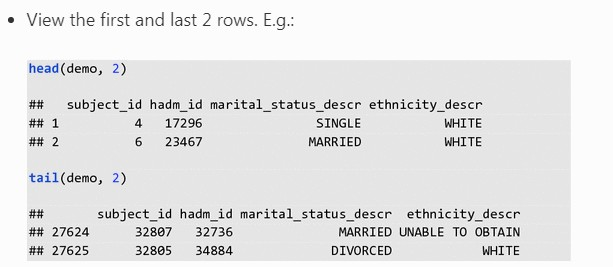 • View the first and last 2 rows. E.g.:
head(demo, 2)
##   subject_id hadm_id marital_status_descr ethnicity_descr
## 1          4   17296               SINGLE           WHITE
## 2          6   23467              MARRIED           WHITE
tail(demo, 2)
##       subject_id hadm_id marital_status_descr  ethnicity_descr
## 27624      32807   32736              MARRIED UNABLE TO OBTAIN
## 27625      32805   34884             DIVORCED            WHITE